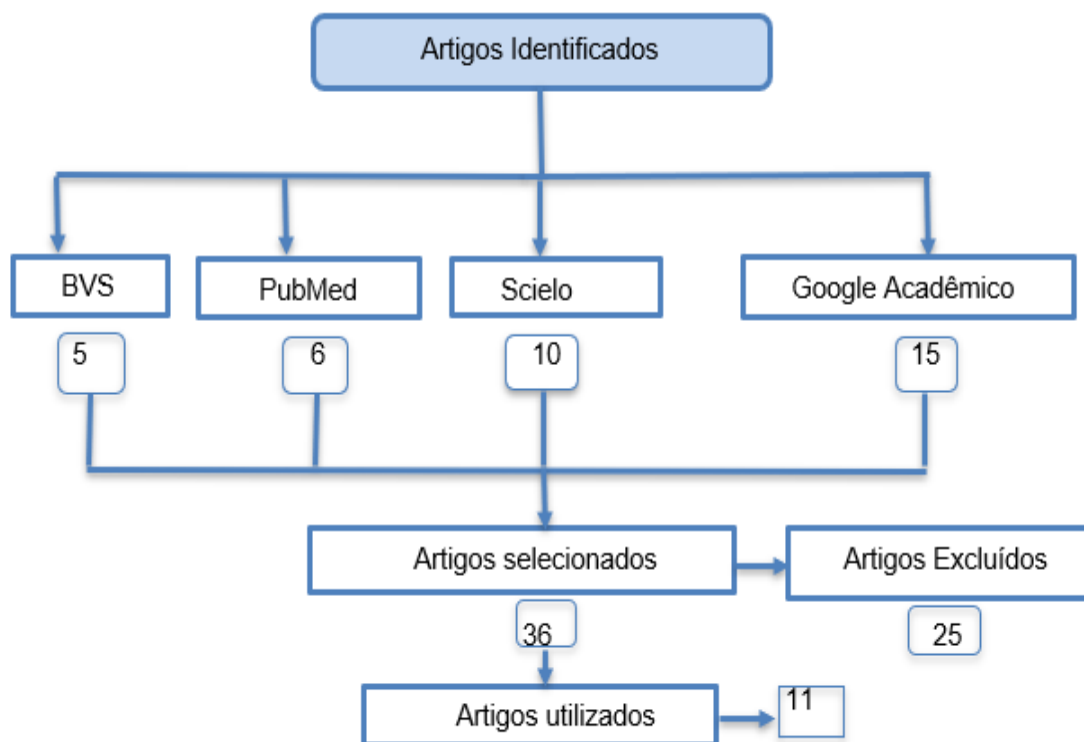 Artigos Identificados
BVS
PubMed
Scielo
Google Acadêmico
5
6
10
15
Artigos selecionados
Artigos Excluídos
36
25
Artigos utilizados
11